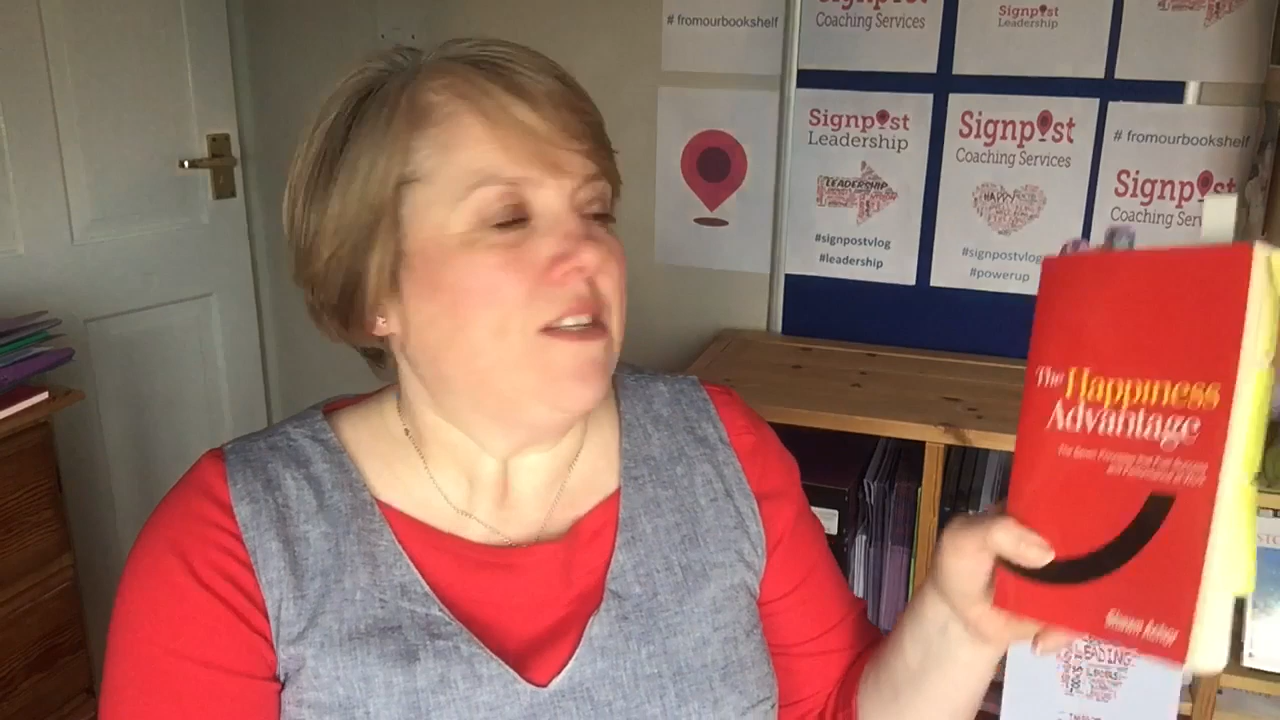 # fromourbookshelf
Signpost
Coaching Services
Signpost
Leadership
Signpost
Leadership
LEADERSHIP
#signpostvlog
#leadership
Signpost
Coaching Services
HAPPY
#signpostvlog
#powerup
# fromourbookshelf
Signpost
Coaching Serv
The Happiness
Advantage
Shawn Achor
LEADING